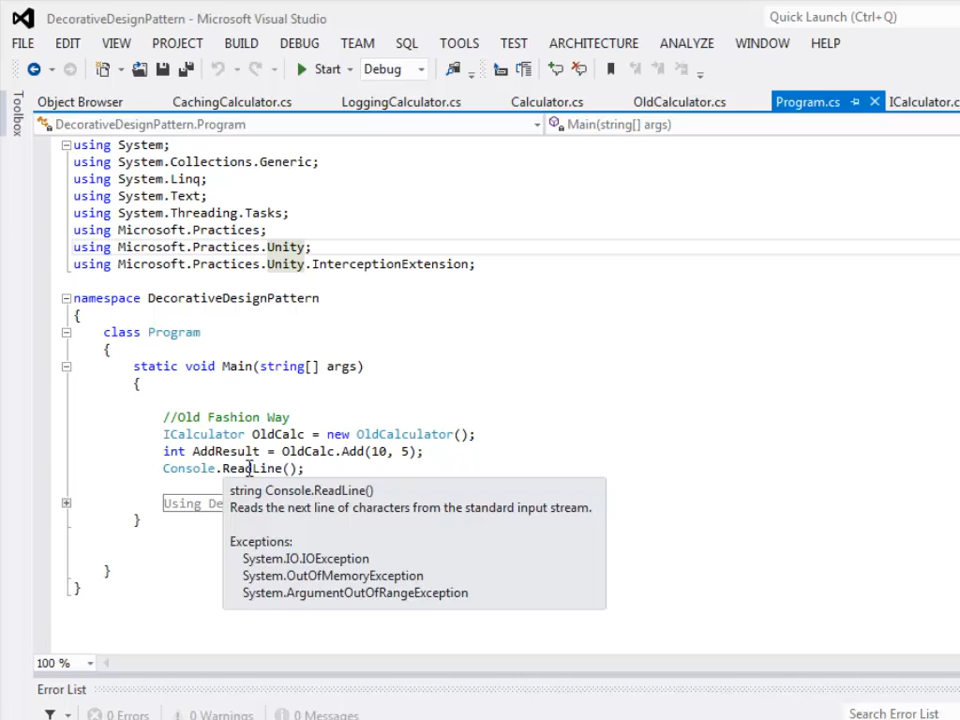 DecorativeDesignPattern - Microsoft Visual Studio
Quick Launch (Ctrl+Q)
FILE EDIT VIEW PROJECT BUILD DEBUG TEAM SQL TOOLS TEST ARCHITECTURE ANALYZE WINDOW HELP
Start Debug
Toolbox
Object Browser CachingCalculator.cs LoggingCalculator.cs Calculator.cs OldCalculator.cs Program.cs ICalculator.c
DecorativeDesignPattern.Program Main(string[] args)
using System;
using System.Collections.Generic;
using System.Linq;
using System.Text;
using System.Threading.Tasks;
using Microsoft.Practices;
using Microsoft.Practices.Unity;
using Microsoft.Practices.Unity.InterceptionExtension;
namespace DecorativeDesignPattern
{
class Program
{
static void Main(string[] args)
{
//Old Fashion Way
ICalculator OldCalc = new OldCalculator();
int AddResult = OldCalc.Add(10, 5);
Console.ReadLine();
string Console.ReadLine()
Using De
Reads the next line of characters from the standard input stream.
}
Exceptions:
System.IO.IOException
}
System.OutOfMemoryException
}
System.ArgumentOutOfRangeException
100 %
Error List
0 Errors 0 Warnings 0 Messages Search Error List